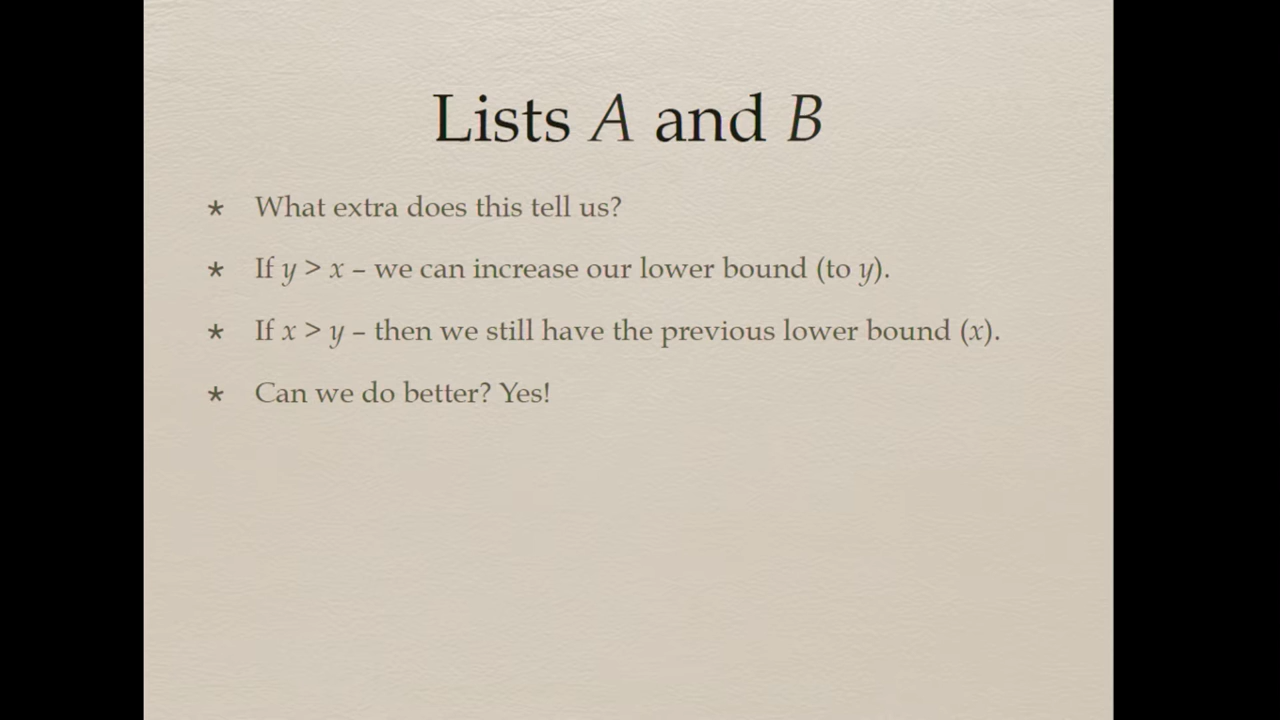 Lists A and B
* What extra does this tell us?
* If y > x – we can increase our lower bound (to y).
* If x > y – then we still have the previous lower bound (x).
* Can we do better? Yes!